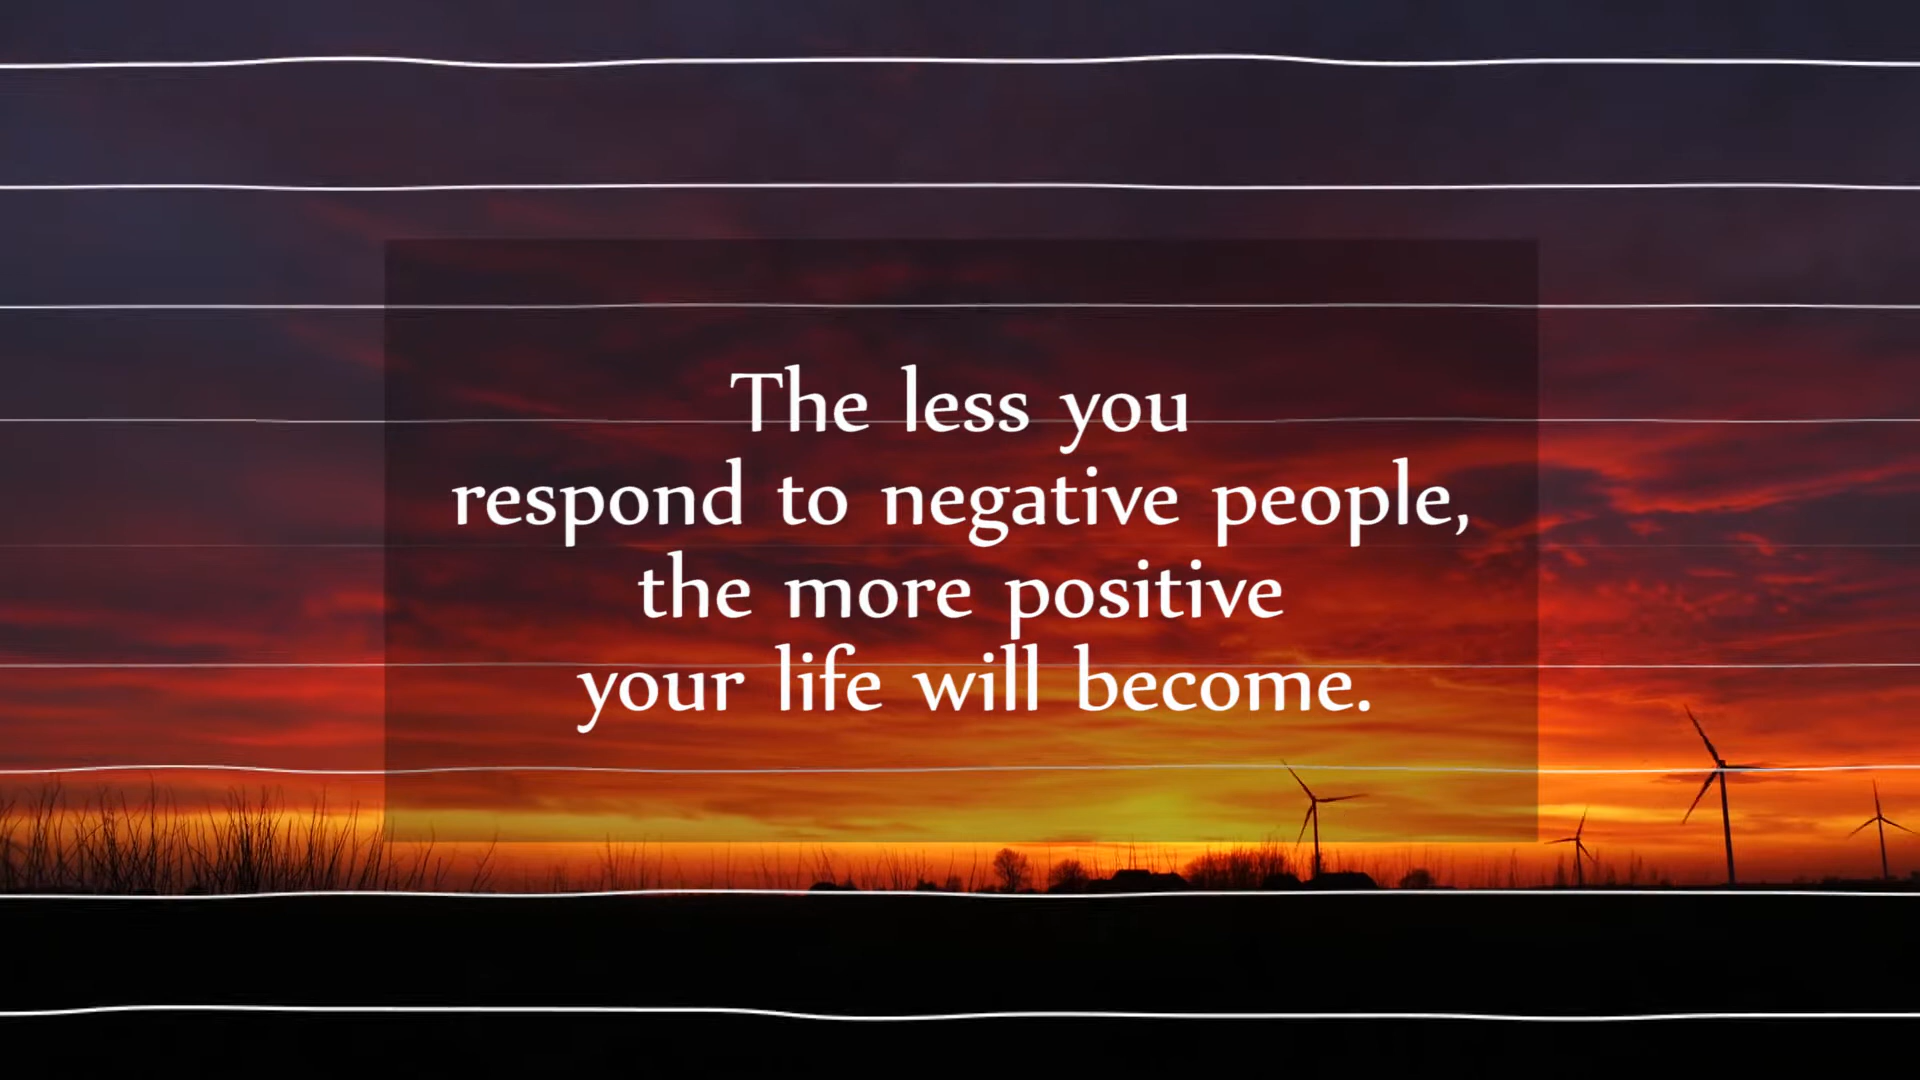 The less you
respond to negative people,
the more positive
your life will become.